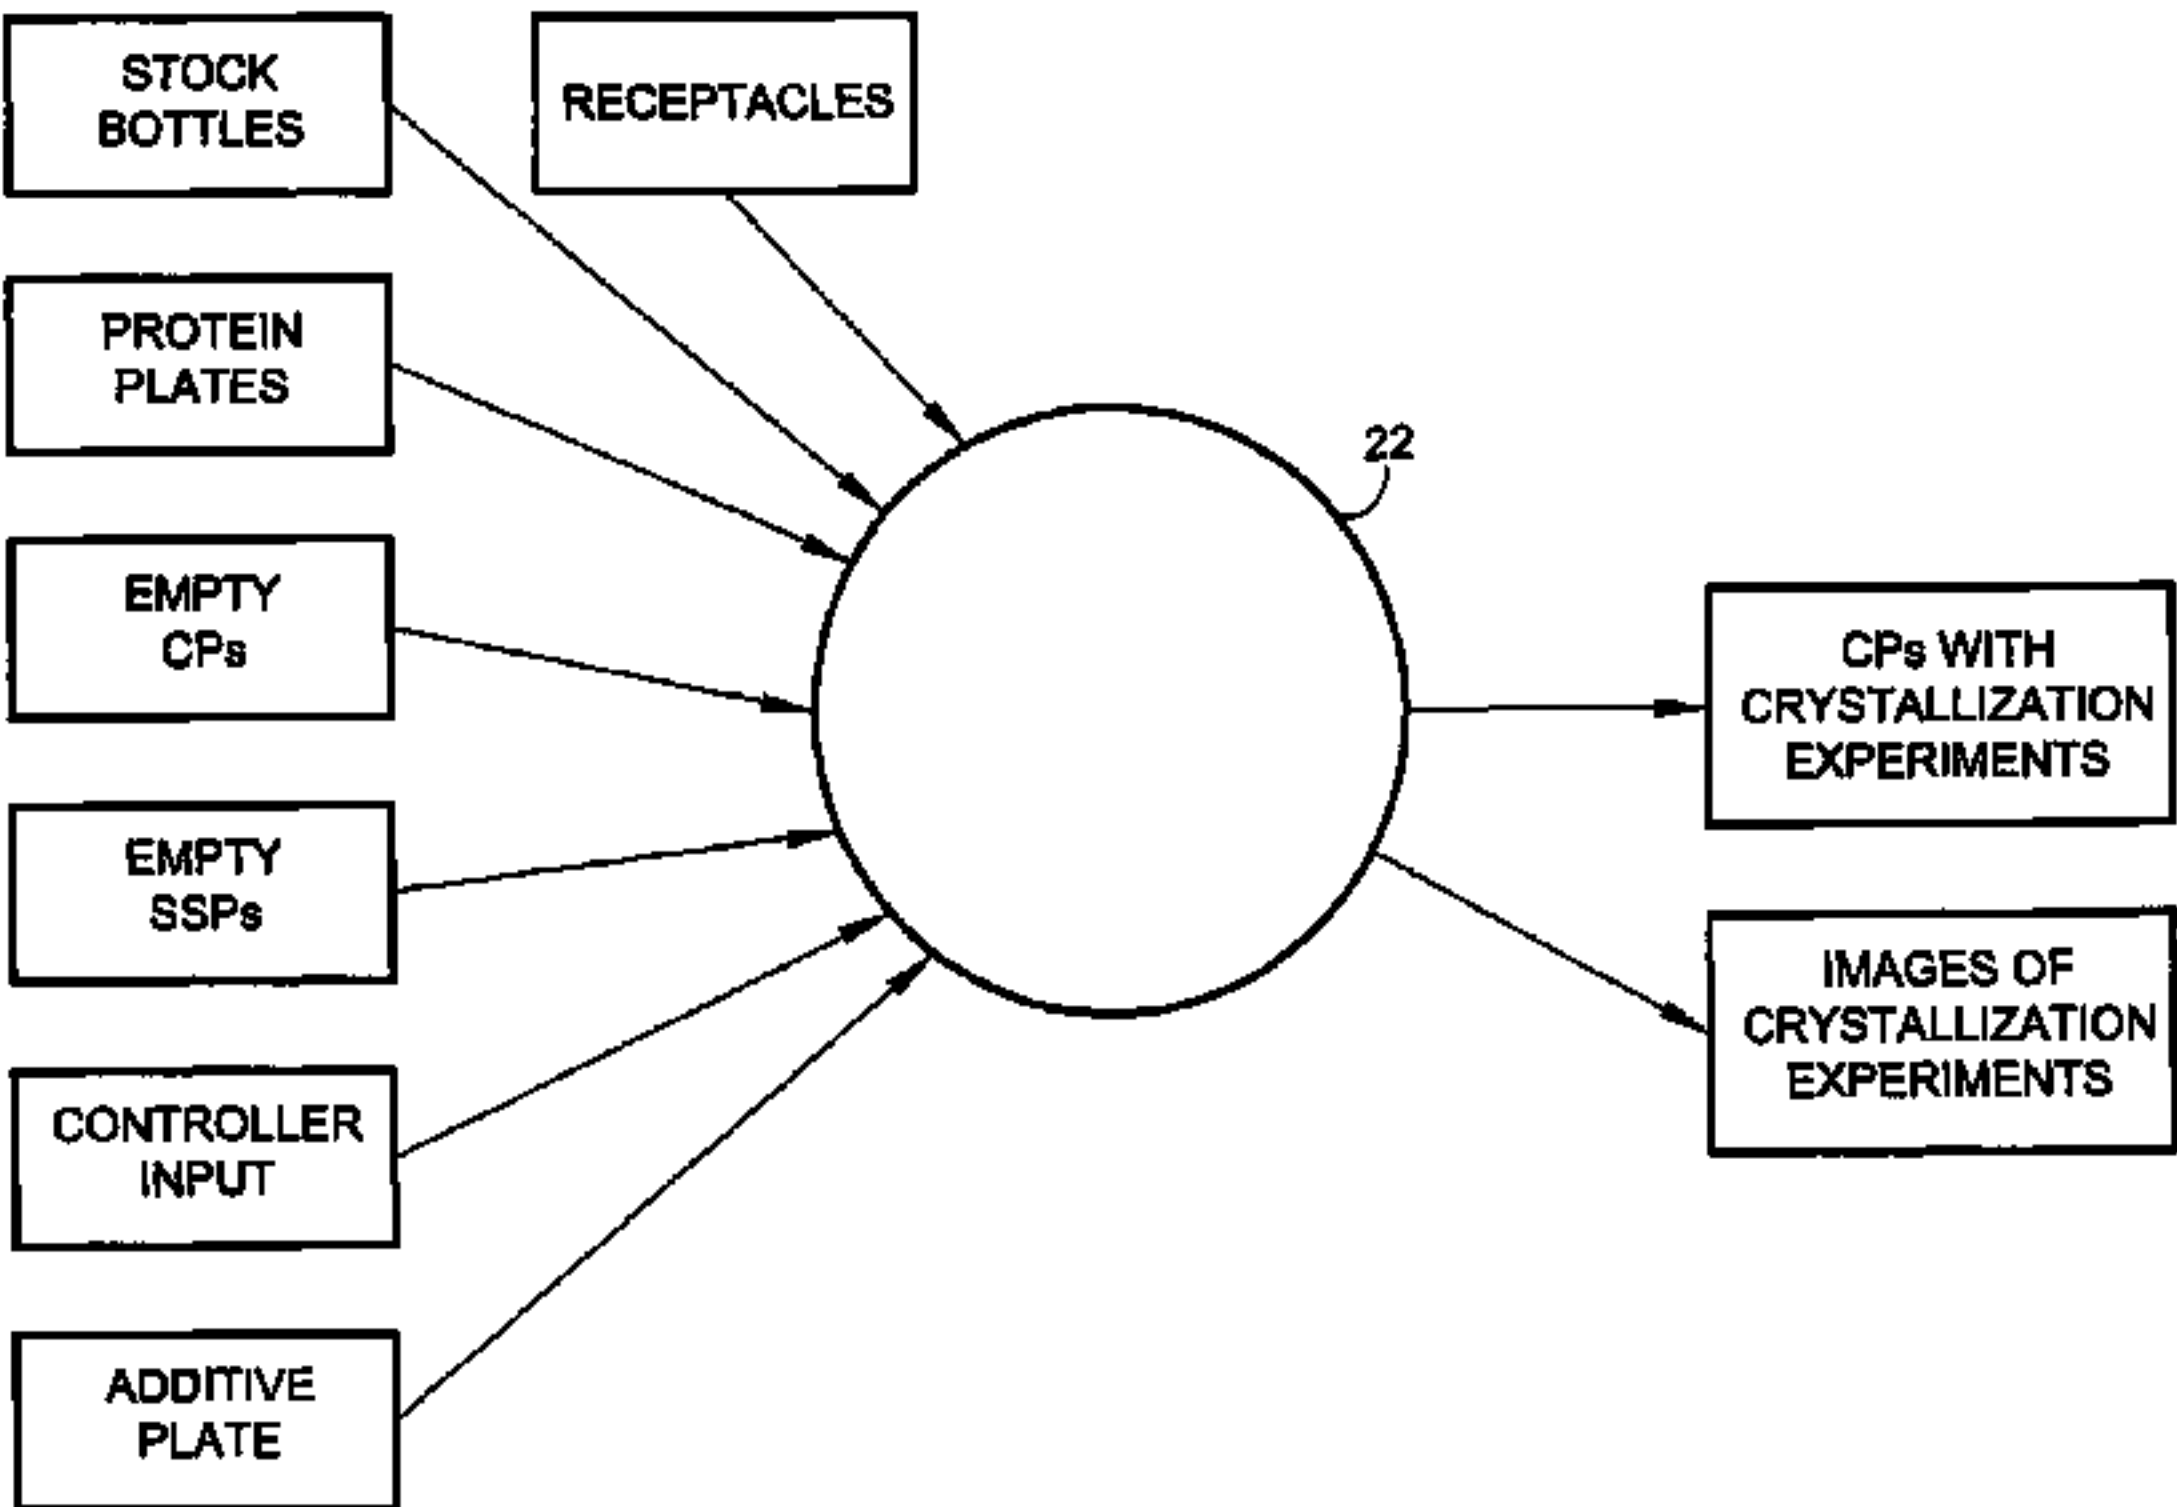 STOCK
BOTTLES
RECEPTACLES
PROTEIN
PLATES
22
EMPTY
CPs
CPs WITH
CRYSTALLIZATION
EXPERIMENTS
EMPTY
SSPs
IMAGES OF
CRYSTALLIZATION
EXPERIMENTS
CONTROLLER
INPUT
ADDITIVE
PLATE